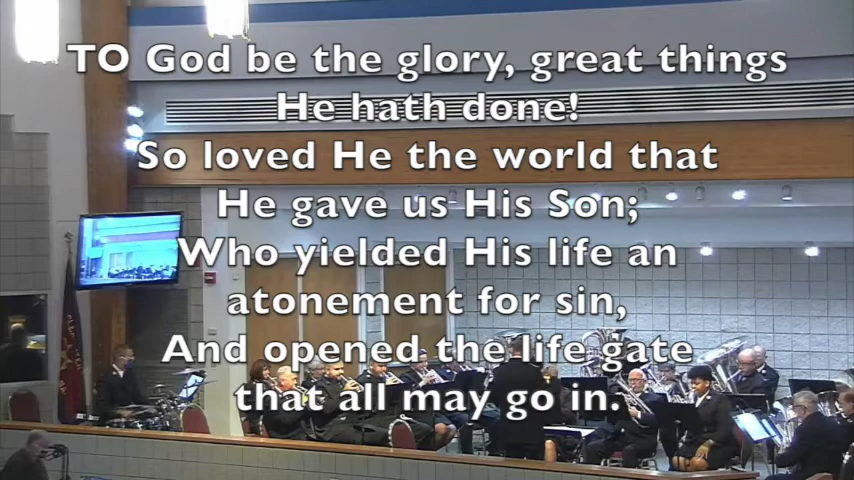 TO God be the glory, great things
He hath done!
So loved He the world that
He gave us His Son;
Who yielded His life an
atonement for sin,
And opened the life gate
that all may go in.